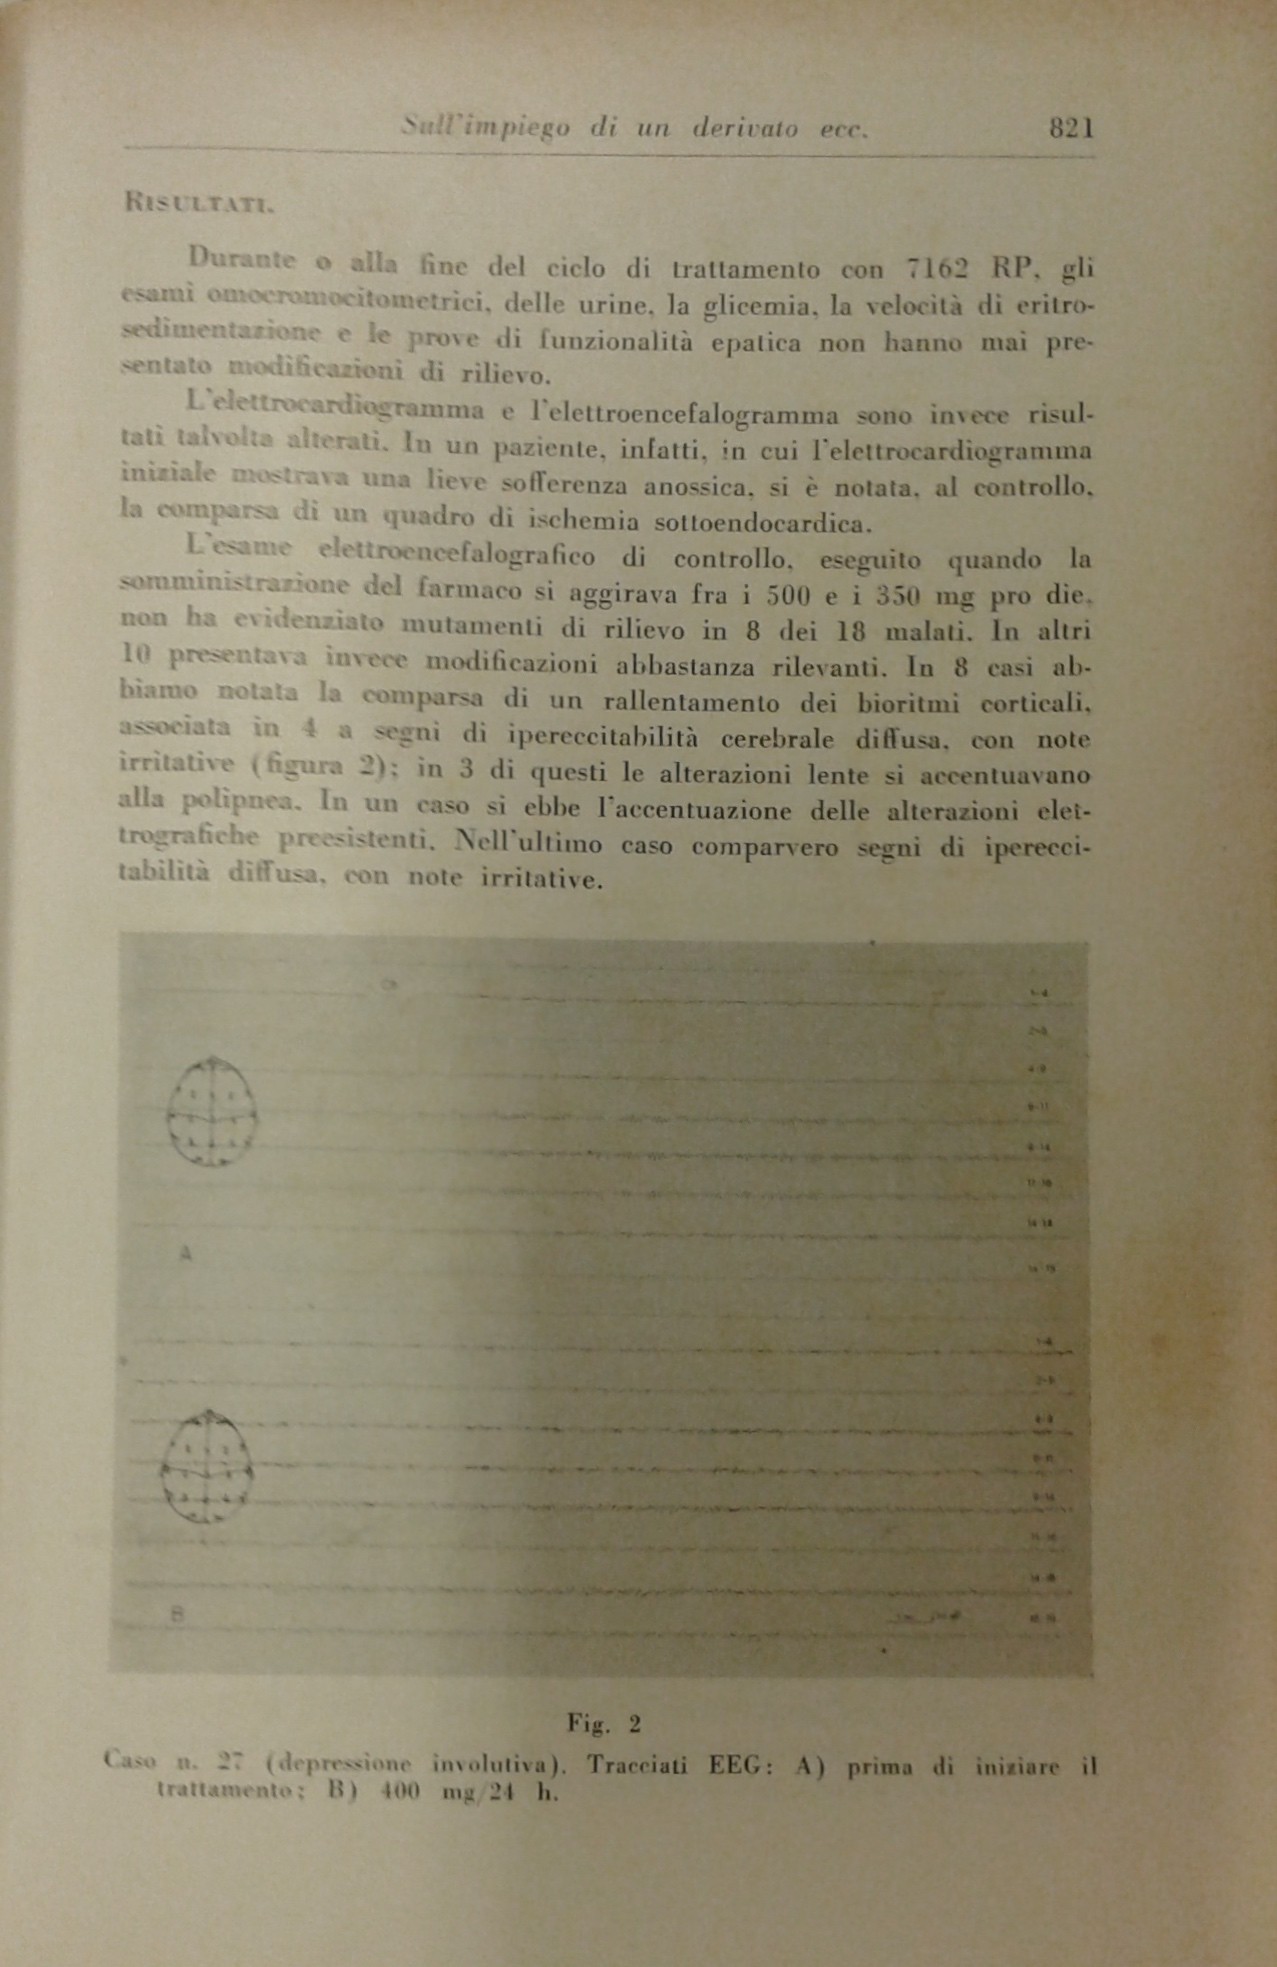 Sull'impiego di un derivato ecc. 821
RISULTATI.
Durante o alla fine del ciclo di trattamento con 7162 RP, gli
esami omocromocitometrici, delle urine, la glicemia, la velocità di eritro-
sedimentazione e le prove di funzionalità epatica non hanno mai pre-
sentato modificazioni di rilievo.
L'elettrocardiogramma e l'elettroencefalogramma sono invece risul-
tati talvolta alterati. In un paziente, infatti, in cui l'elettrocardiogramma
iniziale mostrava una lieve sofferenza anossica, si è notata, al controllo,
la comparsa di un quadro di ischemia sottoendocardica.
L'esame elettroencefalografico di controllo, eseguito quando la
somministrazione del farmaco si aggirava fra i 500 e i 350 mg pro die,
non ha evidenziato mutamenti di rilievo in 8 dei 18 malati. In altri
10 presentava invece modificazioni abbastanza rilevanti. In 8 casi ab-
biamo notata la comparsa di un rallentamento dei bioritmi corticali,
associata in 4 a segni di ipereccitabilità cerebrale diffusa, con note
irritative (figura 2); in 3 di questi le alterazioni lente si accentuavano
alla polipnea. In un caso si ebbe l'accentuazione delle alterazioni elet-
trografiche preesistenti. Nell'ultimo caso comparvero segni di iperecci-
tabilità diffusa, con note irritative.
A
B
Fig. 2
Caso n. 27 (depressione involutiva). Tracciati EEG: A) prima di iniziare il
trattamento; B) 400 mg/24 h.